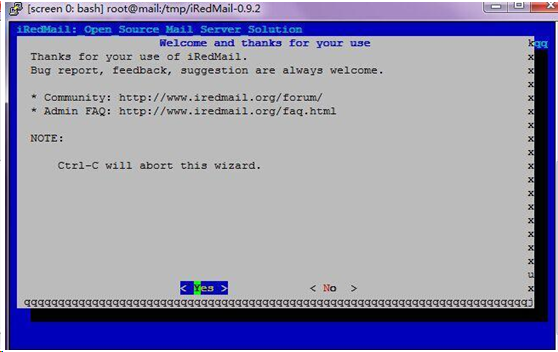 [screen 0: bash] root@mail:/tmp/iRedMail-0.9.2
iRedMail: Open Source Mail Server Solution
Welcome and thanks for your use
kqq
Thanks for your use of iRedMail.
x
Bug report, feedback, suggestion are always welcome.
x
x
* Community: http://www.iredmail.org/forum/
x
* Admin FAQ: http://www.iredmail.org/faq.html
x
x
NOTE:
x
x
Ctrl-C will abort this wizard.
x
x
x
x
x
x
x
x
u
< Yes > < No >
x
qqqqqqqqqqqqqqqqqqqqqqqqqqqqqqqqqqqqqqqqqqqqqqqqqqqqqqqqqqqqqqqqqqqqqqqqqqj